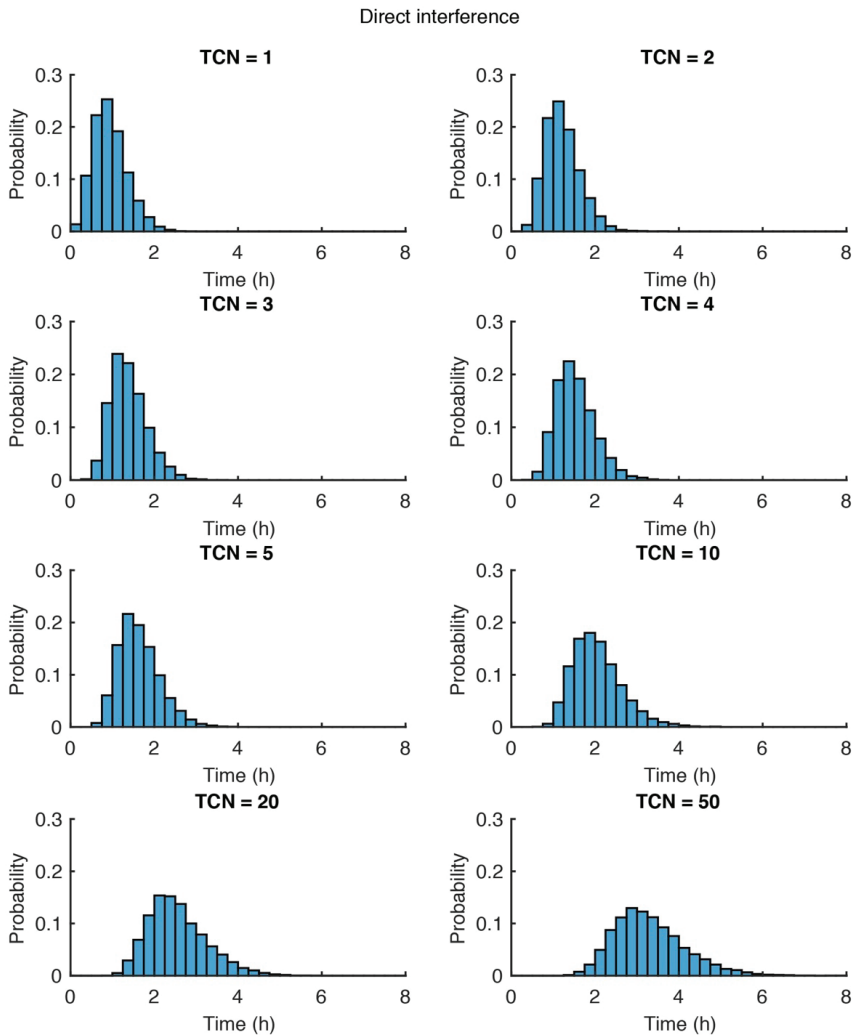 Direct interference
TCN = 1
0.3
0.2
0.1
0
Probability
0 2 4 6 8
Time (h)
TCN = 2
0.3
0.2
0.1
0
Probability
0 2 4 6 8
Time (h)
TCN = 3
0.3
0.2
0.1
0
Probability
0 2 4 6 8
Time (h)
TCN = 4
0.3
0.2
0.1
0
Probability
0 2 4 6 8
Time (h)
TCN = 5
0.3
0.2
0.1
0
Probability
0 2 4 6 8
Time (h)
TCN = 10
0.3
0.2
0.1
0
Probability
0 2 4 6 8
Time (h)
TCN = 20
0.3
0.2
0.1
0
Probability
0 2 4 6 8
Time (h)
TCN = 50
0.3
0.2
0.1
0
Probability
0 2 4 6 8
Time (h)